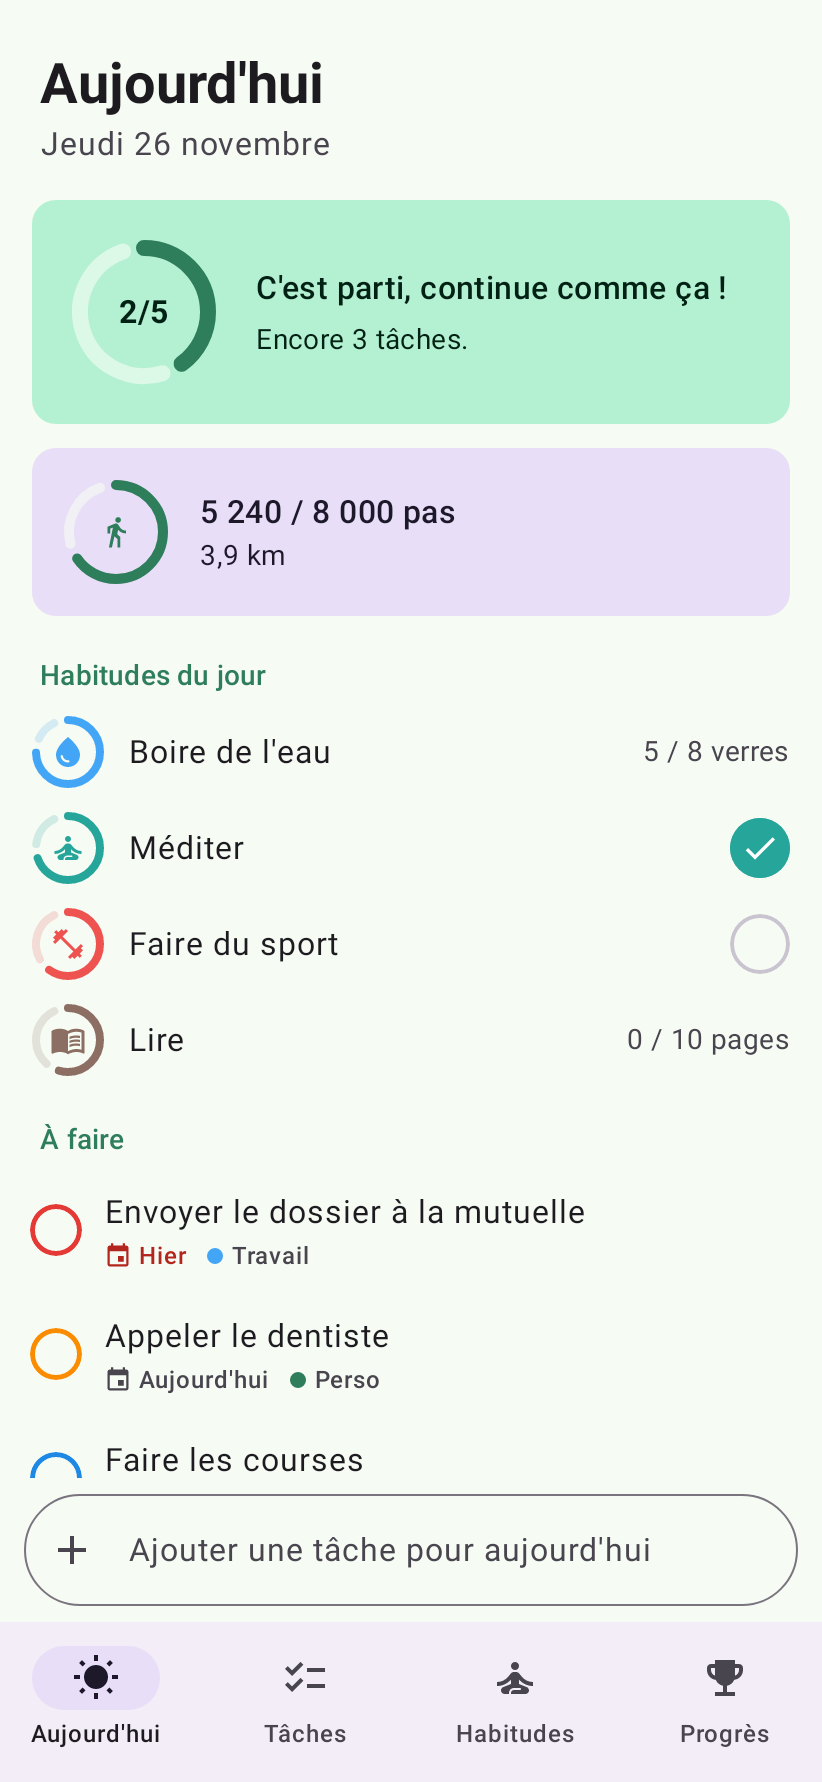 Aujourd'hui
Jeudi 26 novembre
2/5
C'est parti, continue comme ça !
Encore 3 tâches.
5 240 / 8 000 pas
3,9 km
Habitudes du jour
Boire de l'eau
5 / 8 verres
Méditer
Faire du sport
Lire
0 / 10 pages
À faire
Envoyer le dossier à la mutuelle
Hier Travail
Appeler le dentiste
Aujourd'hui Perso
Faire les courses
Ajouter une tâche pour aujourd'hui
Aujourd'hui Tâches Habitudes Progrès